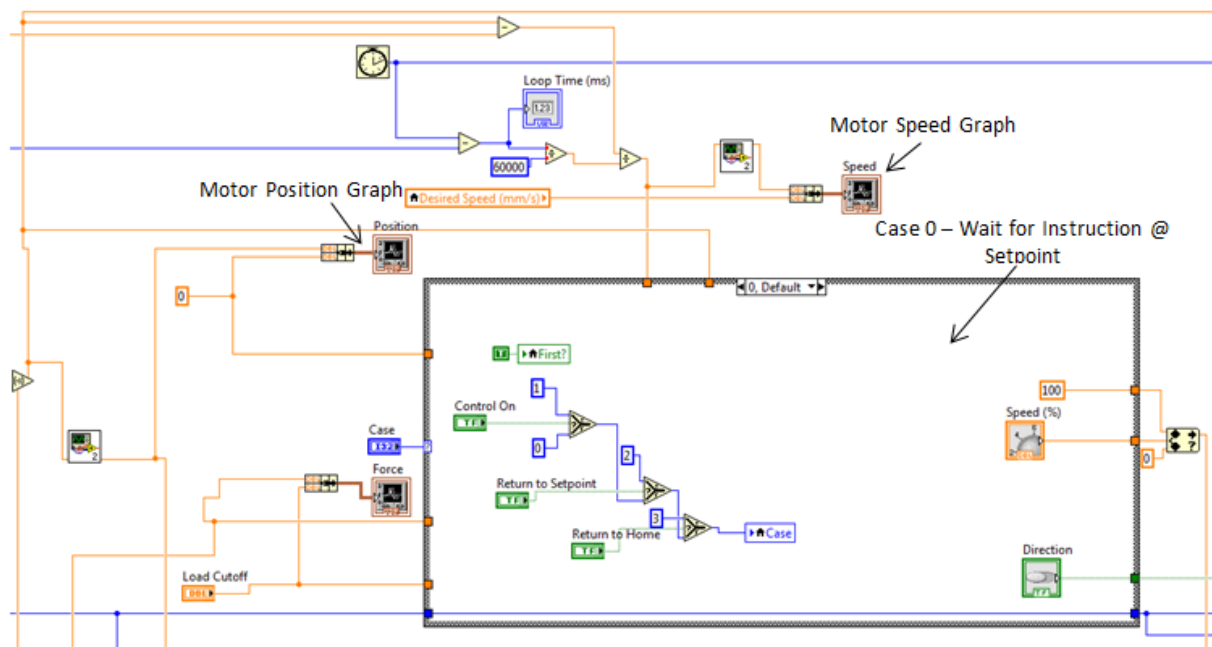 Loop Time (ms)
1.23
60000
Motor Speed Graph
2
Speed
Motor Position Graph
Desired Speed (mm/s)
Position
Case 0 – Wait for Instruction @
Setpoint
0, Default
0
First?
1
100
Control On
TF
Speed (%)
Case
I32
0
2
0
Force
2
Return to Setpoint
TF
3
Return to Home
Case
TF
Direction
Load Cutoff
DBL
TF